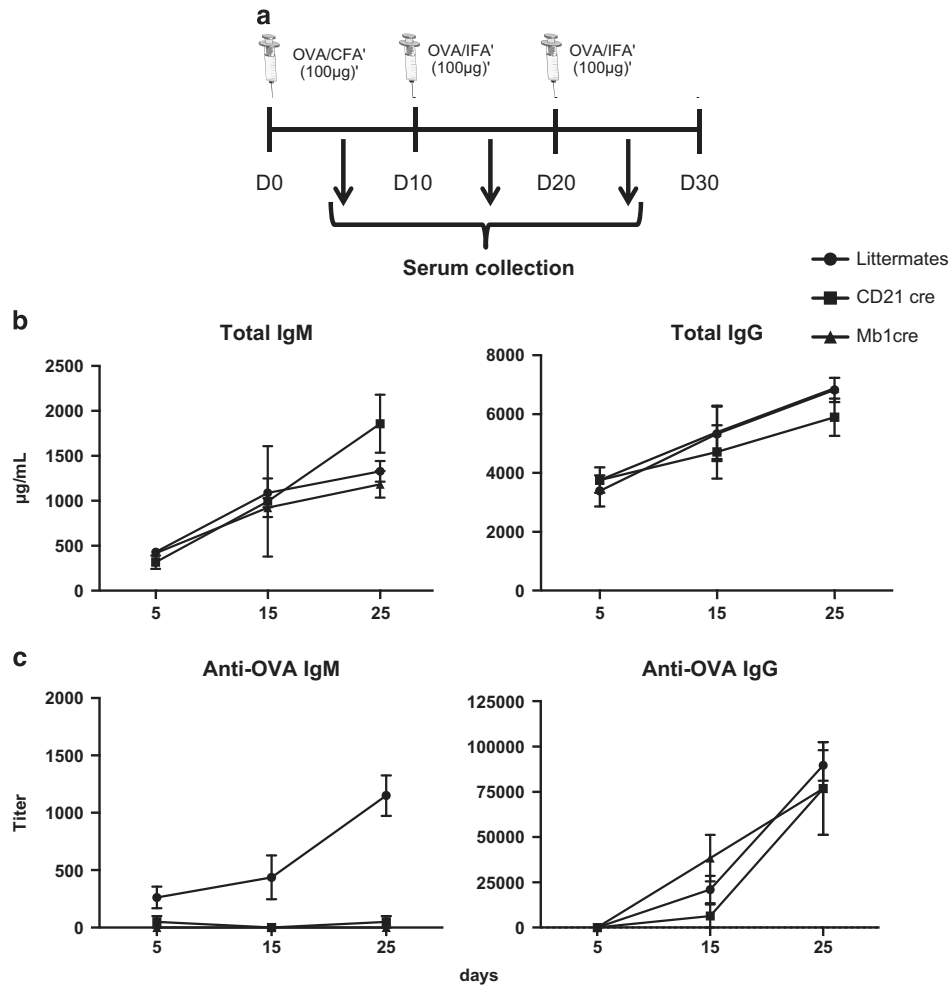 a
OVA/CFA' OVA/IFA' OVA/IFA'
(100µg)' (100µg)' (100µg)'
D0 D10 D20 D30
Serum collection
Littermates
CD21 cre
Mb1cre
b
Total IgM
2500
2000
1500
1000
500
0
µg/mL
5 15 25
Total IgG
8000
6000
4000
2000
0
5 15 25
c
Anti-OVA IgM
2000
1500
1000
500
0
Titer
5 15 25
Anti-OVA IgG
125000
100000
75000
50000
25000
0
5 15 25
days